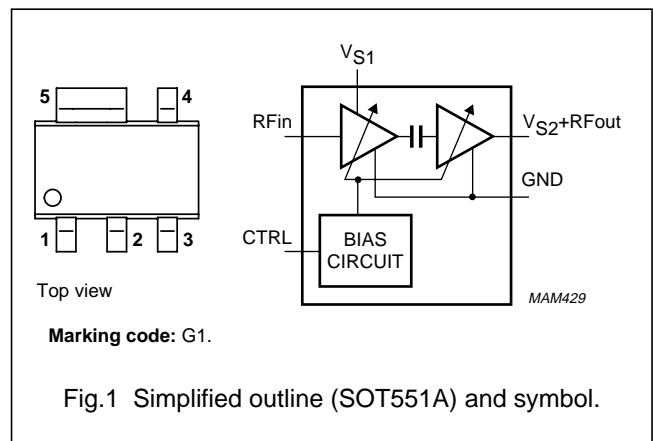 5 4
1 2 3
Top view
Marking code: G1.
VS1
RFin
VS2+RFout
GND
CTRL
BIAS
CIRCUIT
MAM429
Fig.1 Simplified outline (SOT551A) and symbol.